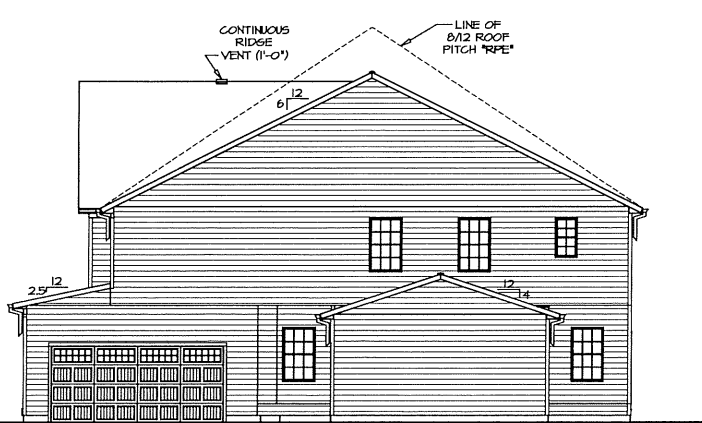 CONTINUOUS
RIDGE
VENT (1'-0")
LINE OF
8/12 ROOF
PITCH "RPE"
12
6
12
2.5
12
4